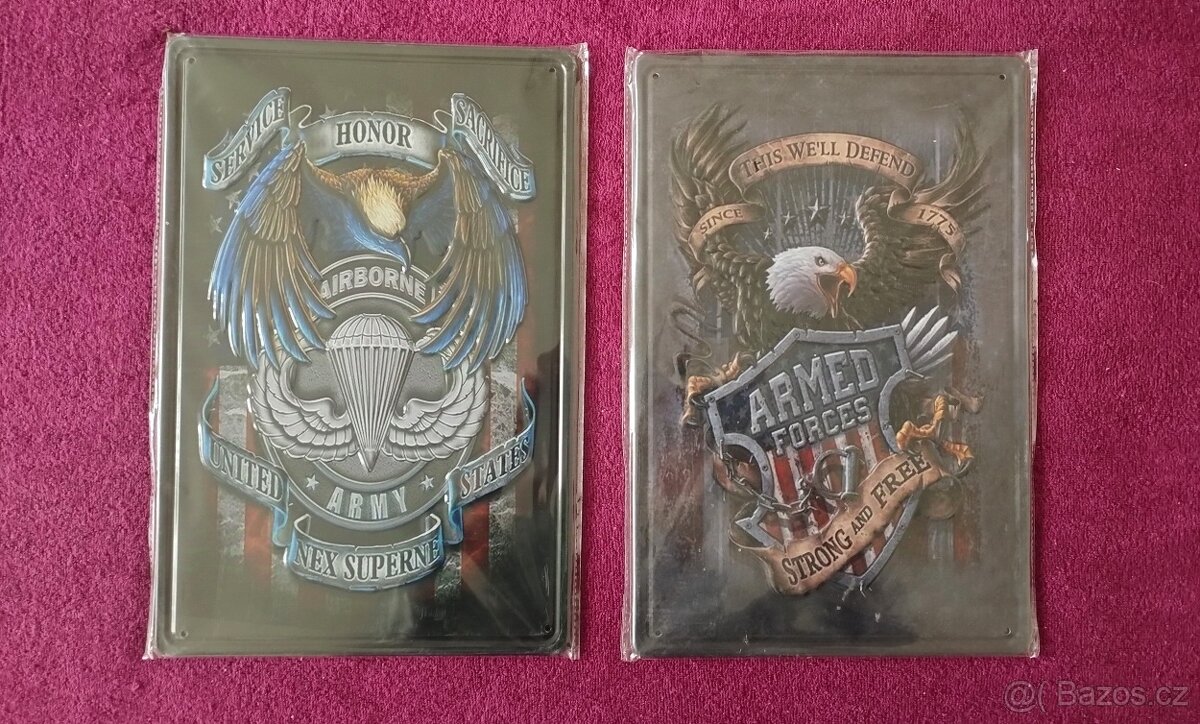 SERVICE
HONOR
SACRIFICE
AIRBORNE
UNITED
STATES
ARMY
NEX SUPERNE
THIS WE'LL DEFEND
SINCE
1775
ARMED
FORCES
STRONG AND FREE
@( Bazos.cz